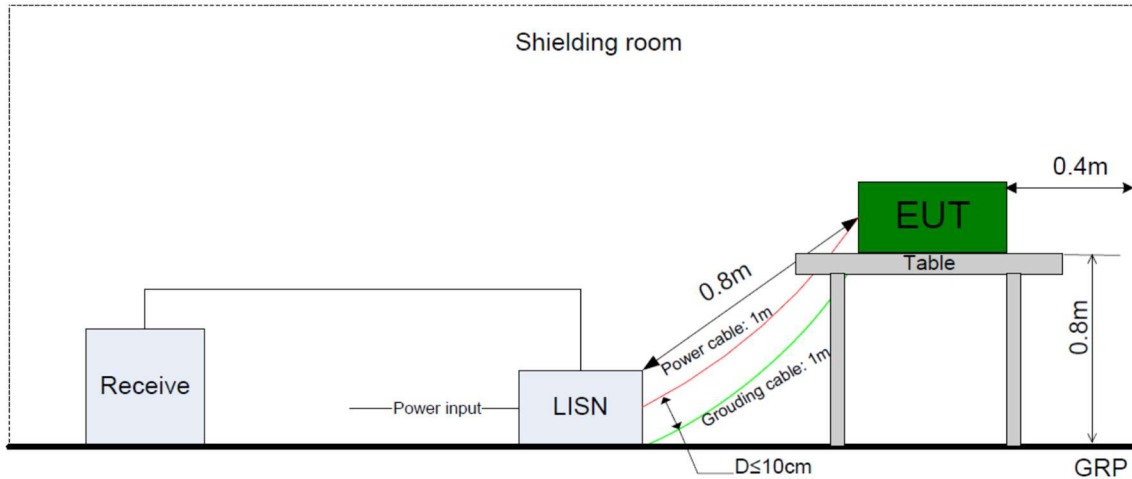 Shielding room
0.4m
EUT
Table
0.8m
0.8m
Power cable: 1m
Grouding cable: 1m
Receive
Power input
LISN
D≤10cm
GRP